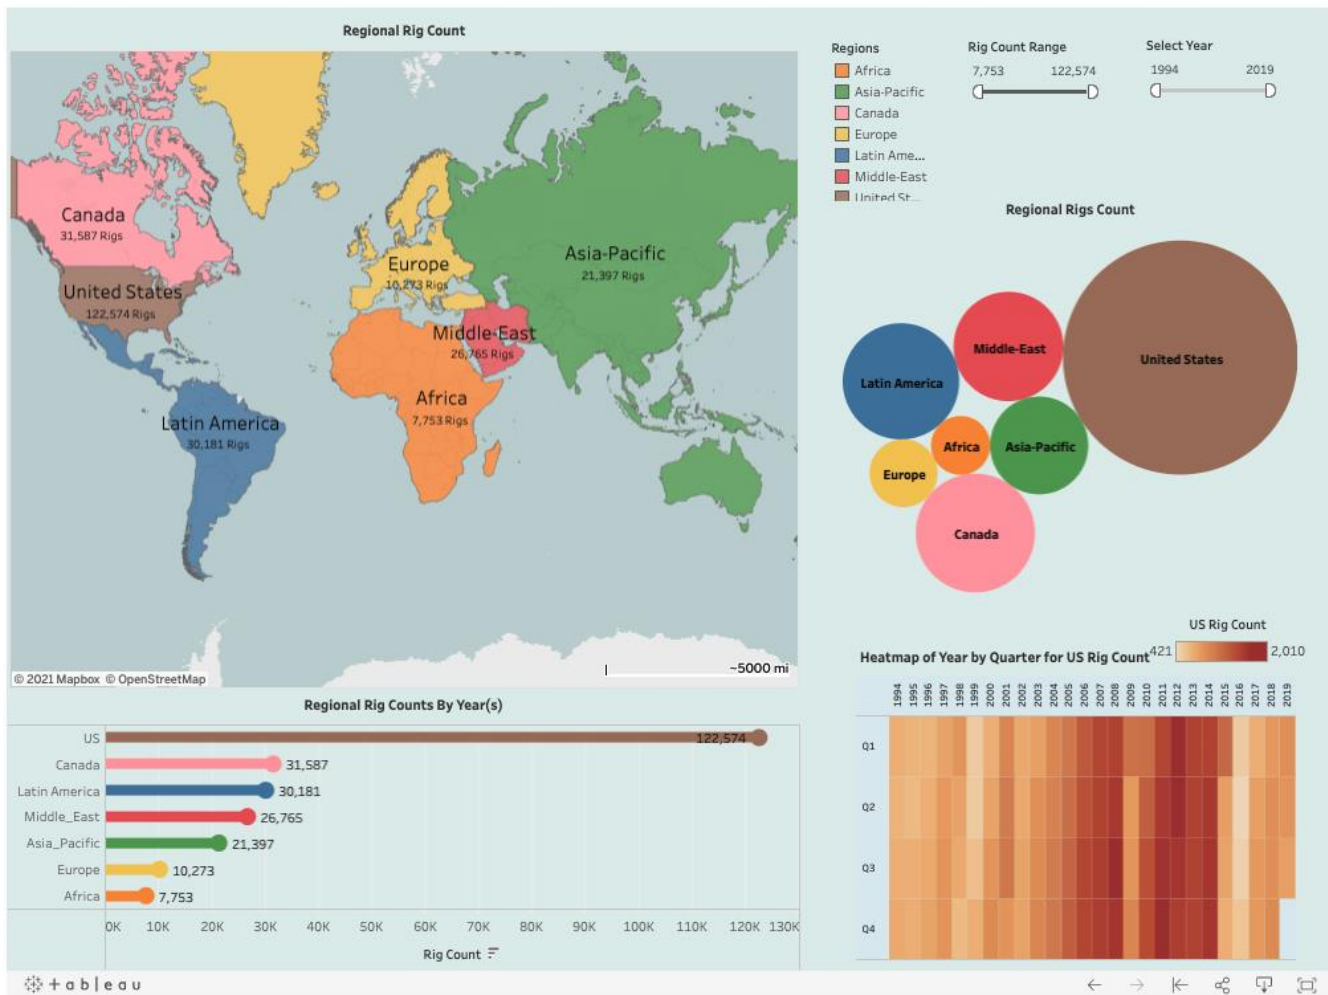 Regional Rig Count
Canada
31,587 Rigs
United States
122,574 Rigs
Latin America
30,181 Rigs
Europe
10,273 Rigs
Asia-Pacific
21,397 Rigs
Middle-East
26,765 Rigs
Africa
7,753 Rigs
© 2021 Mapbox © OpenStreetMap
~5000 mi
Regions
Africa
Asia-Pacific
Canada
Europe
Latin Ame...
Middle-East
United St...
Rig Count Range
7,753 122,574
Select Year
1994 2019
Regional Rigs Count
United States
Middle-East
Latin America
Africa
Asia-Pacific
Europe
Canada
Regional Rig Counts By Year(s)
US 122,574
Canada 31,587
Latin America 30,181
Middle_East 26,765
Asia_Pacific 21,397
Europe 10,273
Africa 7,753
0K 10K 20K 30K 40K 50K 60K 70K 80K 90K 100K 110K 120K 130K
Rig Count
US Rig Count
421 2,010
Heatmap of Year by Quarter for US Rig Count
1994 1995 1996 1997 1998 1999 2000 2001 2002 2003 2004 2005 2006 2007 2008 2009 2010 2011 2012 2013 2014 2015 2016 2017 2018 2019
Q1
Q2
Q3
Q4
+ableau